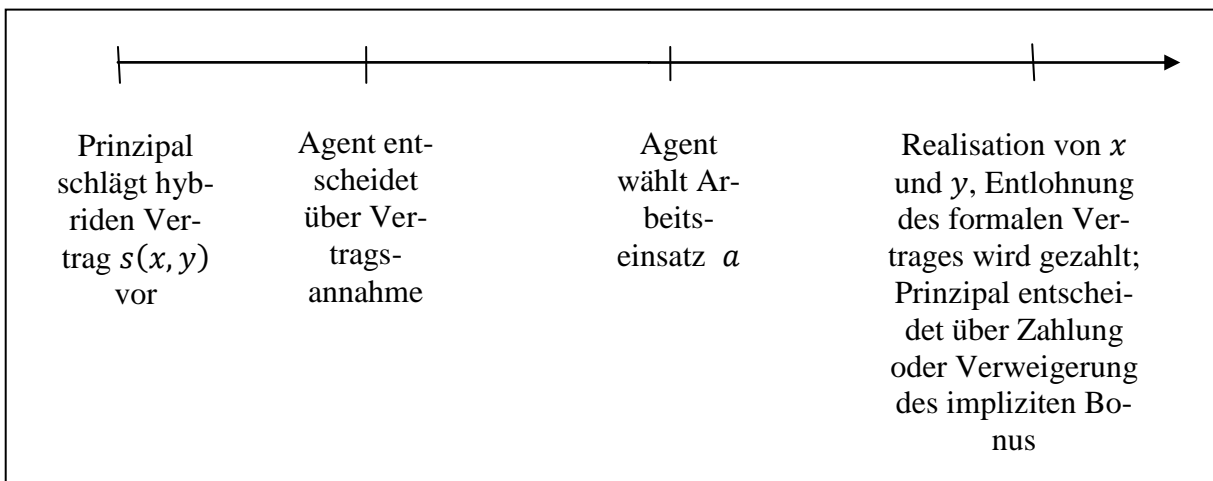 Prinzipal
schlägt hyb-
riden Ver-
trag s(x, y)
vor
Agent ent-
scheidet
über Ver-
trags-
annahme
Agent
wählt Ar-
beits-
einsatz a
Realisation von x
und y, Entlohnung
des formalen Ver-
trages wird gezahlt;
Prinzipal entschei-
det über Zahlung
oder Verweigerung
des impliziten Bo-
nus